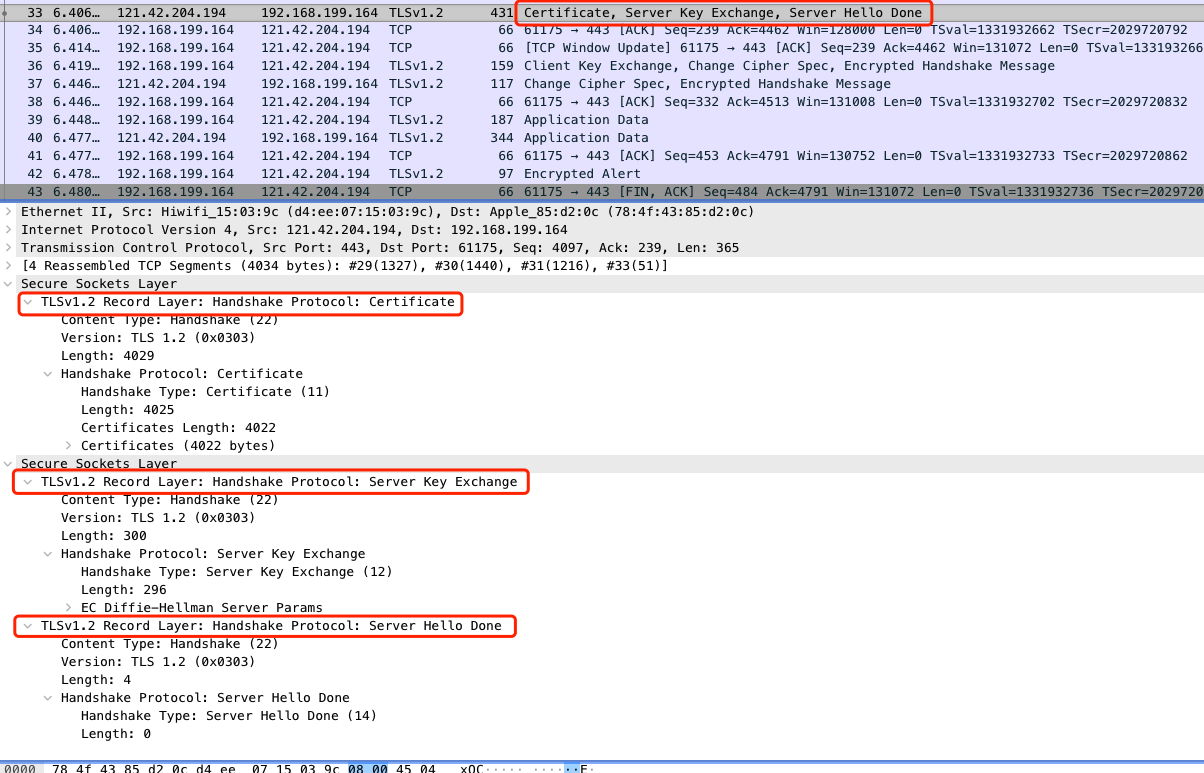 33 6.406… 121.42.204.194 192.168.199.164 TLSv1.2 431 Certificate, Server Key Exchange, Server Hello Done
34 6.406… 192.168.199.164 121.42.204.194 TCP 66 61175 → 443 [ACK] Seq=239 Ack=4462 Win=128000 Len=0 TSval=1331932662 TSecr=2029720792
35 6.414… 192.168.199.164 121.42.204.194 TCP 66 [TCP Window Update] 61175 → 443 [ACK] Seq=239 Ack=4462 Win=131072 Len=0 TSval=133193266
36 6.419… 192.168.199.164 121.42.204.194 TLSv1.2 159 Client Key Exchange, Change Cipher Spec, Encrypted Handshake Message
37 6.446… 121.42.204.194 192.168.199.164 TLSv1.2 117 Change Cipher Spec, Encrypted Handshake Message
38 6.446… 192.168.199.164 121.42.204.194 TCP 66 61175 → 443 [ACK] Seq=332 Ack=4513 Win=131008 Len=0 TSval=1331932702 TSecr=2029720832
39 6.448… 192.168.199.164 121.42.204.194 TLSv1.2 187 Application Data
40 6.477… 121.42.204.194 192.168.199.164 TLSv1.2 344 Application Data
41 6.477… 192.168.199.164 121.42.204.194 TCP 66 61175 → 443 [ACK] Seq=453 Ack=4791 Win=130752 Len=0 TSval=1331932733 TSecr=2029720862
42 6.478… 192.168.199.164 121.42.204.194 TLSv1.2 97 Encrypted Alert
43 6.480… 192.168.199.164 121.42.204.194 TCP 66 61175 → 443 [FIN, ACK] Seq=484 Ack=4791 Win=131072 Len=0 TSval=1331932736 TSecr=2029720
Ethernet II, Src: Hiwifi_15:03:9c (d4:ee:07:15:03:9c), Dst: Apple_85:d2:0c (78:4f:43:85:d2:0c)
Internet Protocol Version 4, Src: 121.42.204.194, Dst: 192.168.199.164
Transmission Control Protocol, Src Port: 443, Dst Port: 61175, Seq: 4097, Ack: 239, Len: 365
[4 Reassembled TCP Segments (4034 bytes): #29(1327), #30(1440), #31(1216), #33(51)]
Secure Sockets Layer
TLSv1.2 Record Layer: Handshake Protocol: Certificate
Content Type: Handshake (22)
Version: TLS 1.2 (0x0303)
Length: 4029
Handshake Protocol: Certificate
Handshake Type: Certificate (11)
Length: 4025
Certificates Length: 4022
Certificates (4022 bytes)
Secure Sockets Layer
TLSv1.2 Record Layer: Handshake Protocol: Server Key Exchange
Content Type: Handshake (22)
Version: TLS 1.2 (0x0303)
Length: 300
Handshake Protocol: Server Key Exchange
Handshake Type: Server Key Exchange (12)
Length: 296
EC Diffie-Hellman Server Params
TLSv1.2 Record Layer: Handshake Protocol: Server Hello Done
Content Type: Handshake (22)
Version: TLS 1.2 (0x0303)
Length: 4
Handshake Protocol: Server Hello Done
Handshake Type: Server Hello Done (14)
Length: 0
0000 78 4f 43 85 d2 0c d4 ee 07 15 03 9c 08 00 45 04 xOC····· ······E·